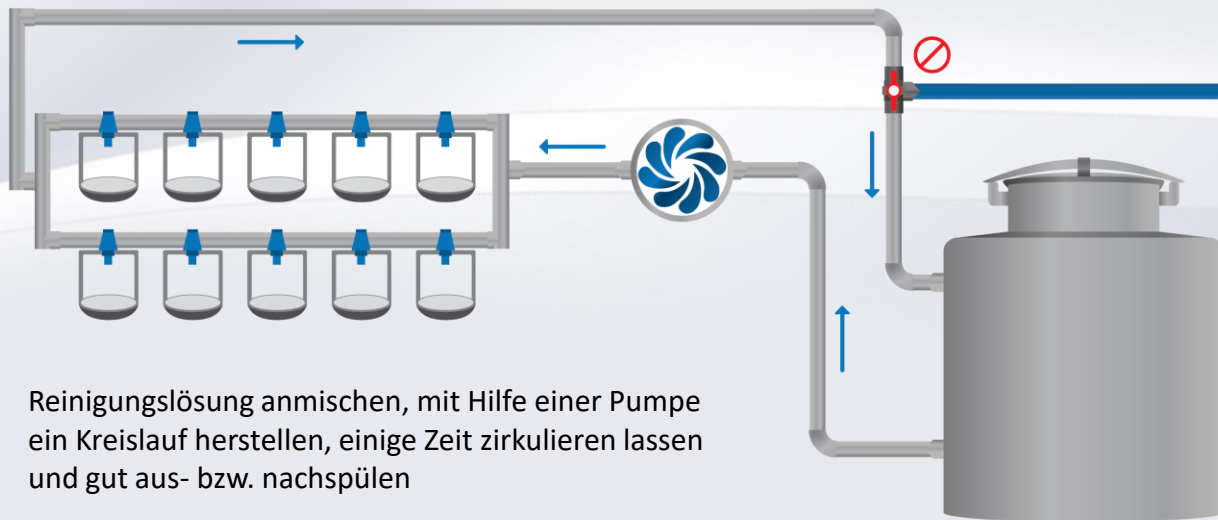 Reinigungslösung anmischen, mit Hilfe einer Pumpe
ein Kreislauf herstellen, einige Zeit zirkulieren lassen
und gut aus- bzw. nachspülen